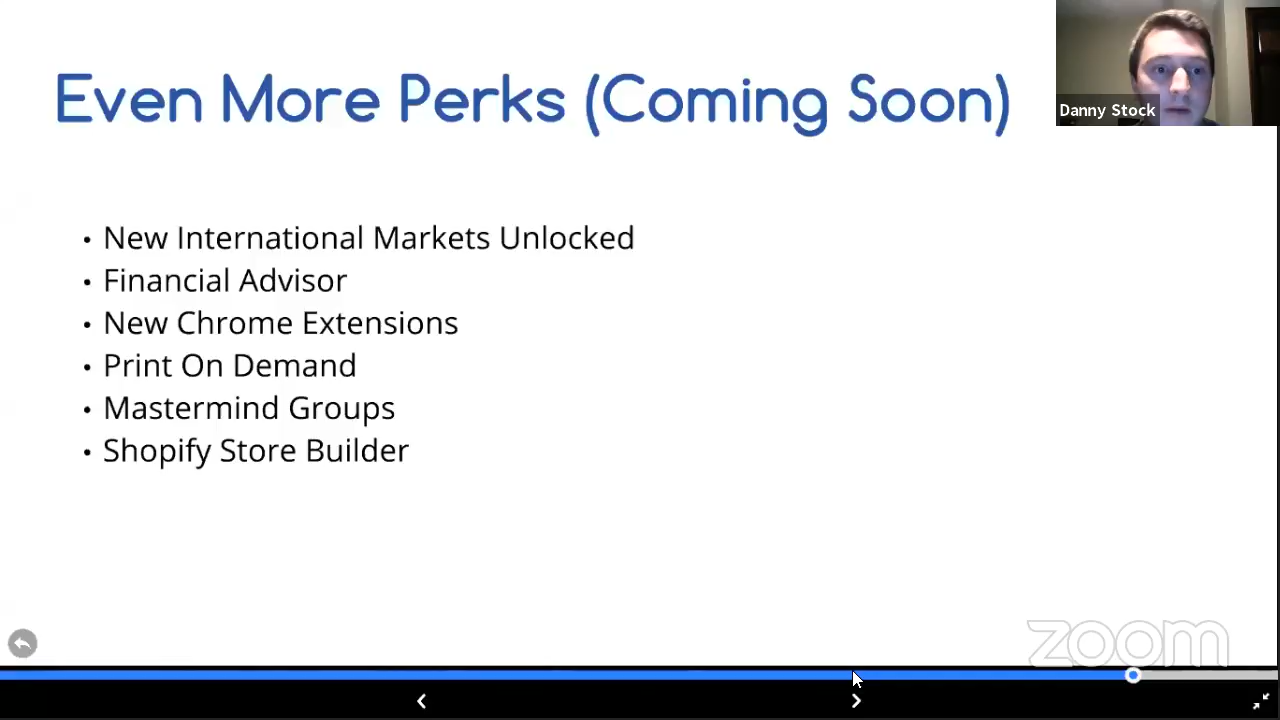 Even More Perks (Coming Soon)
Danny Stock
• New International Markets Unlocked
• Financial Advisor
• New Chrome Extensions
• Print On Demand
• Mastermind Groups
• Shopify Store Builder
zoom